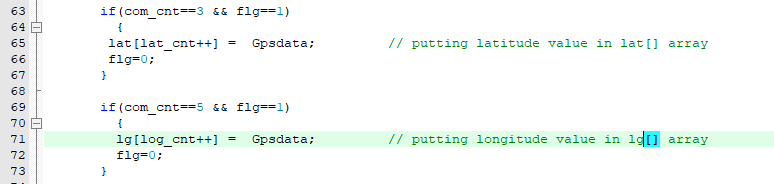 63 if(com_cnt==3 && flg==1)
64 {
65 lat[lat_cnt++] =  Gpsdata; // putting latitude value in lat[] array
66 flg=0;
67 }
68
69 if(com_cnt==5 && flg==1)
70 {
71 lg[log_cnt++] =  Gpsdata; // putting longitude value in lg[] array
72 flg=0;
73 }